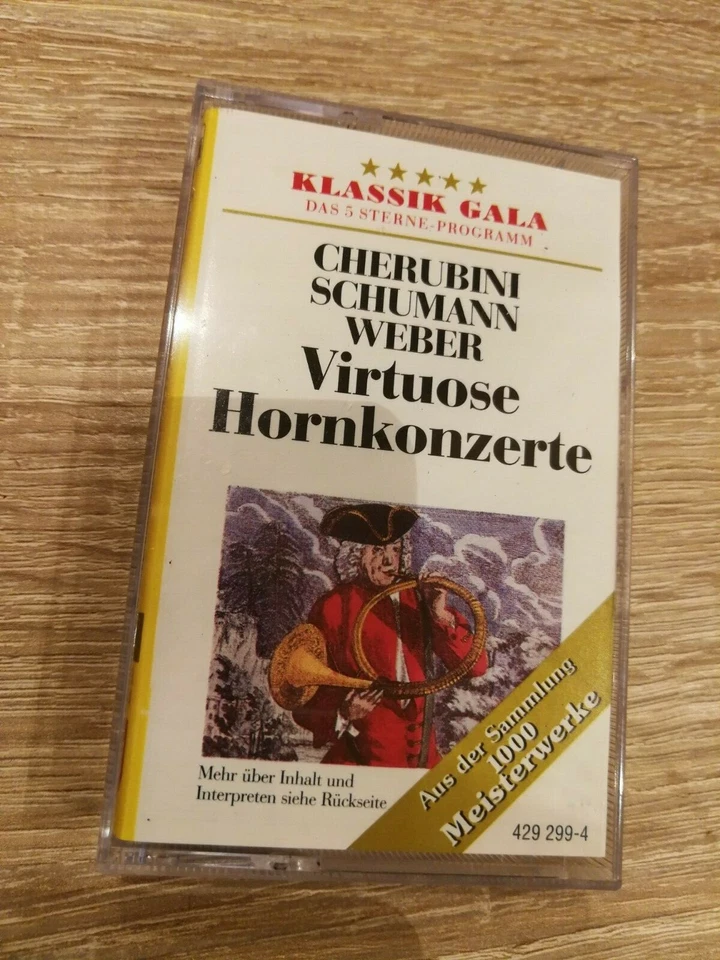 KLASSIK GALA
DAS 5 STERNE-PROGRAMM
CHERUBINI
SCHUMANN
WEBER
Virtuose
Hornkonzerte
Mehr über Inhalt und
Interpreten siehe Rückseite
Aus der Sammlung
1000
Meisterwerke
429 299-4